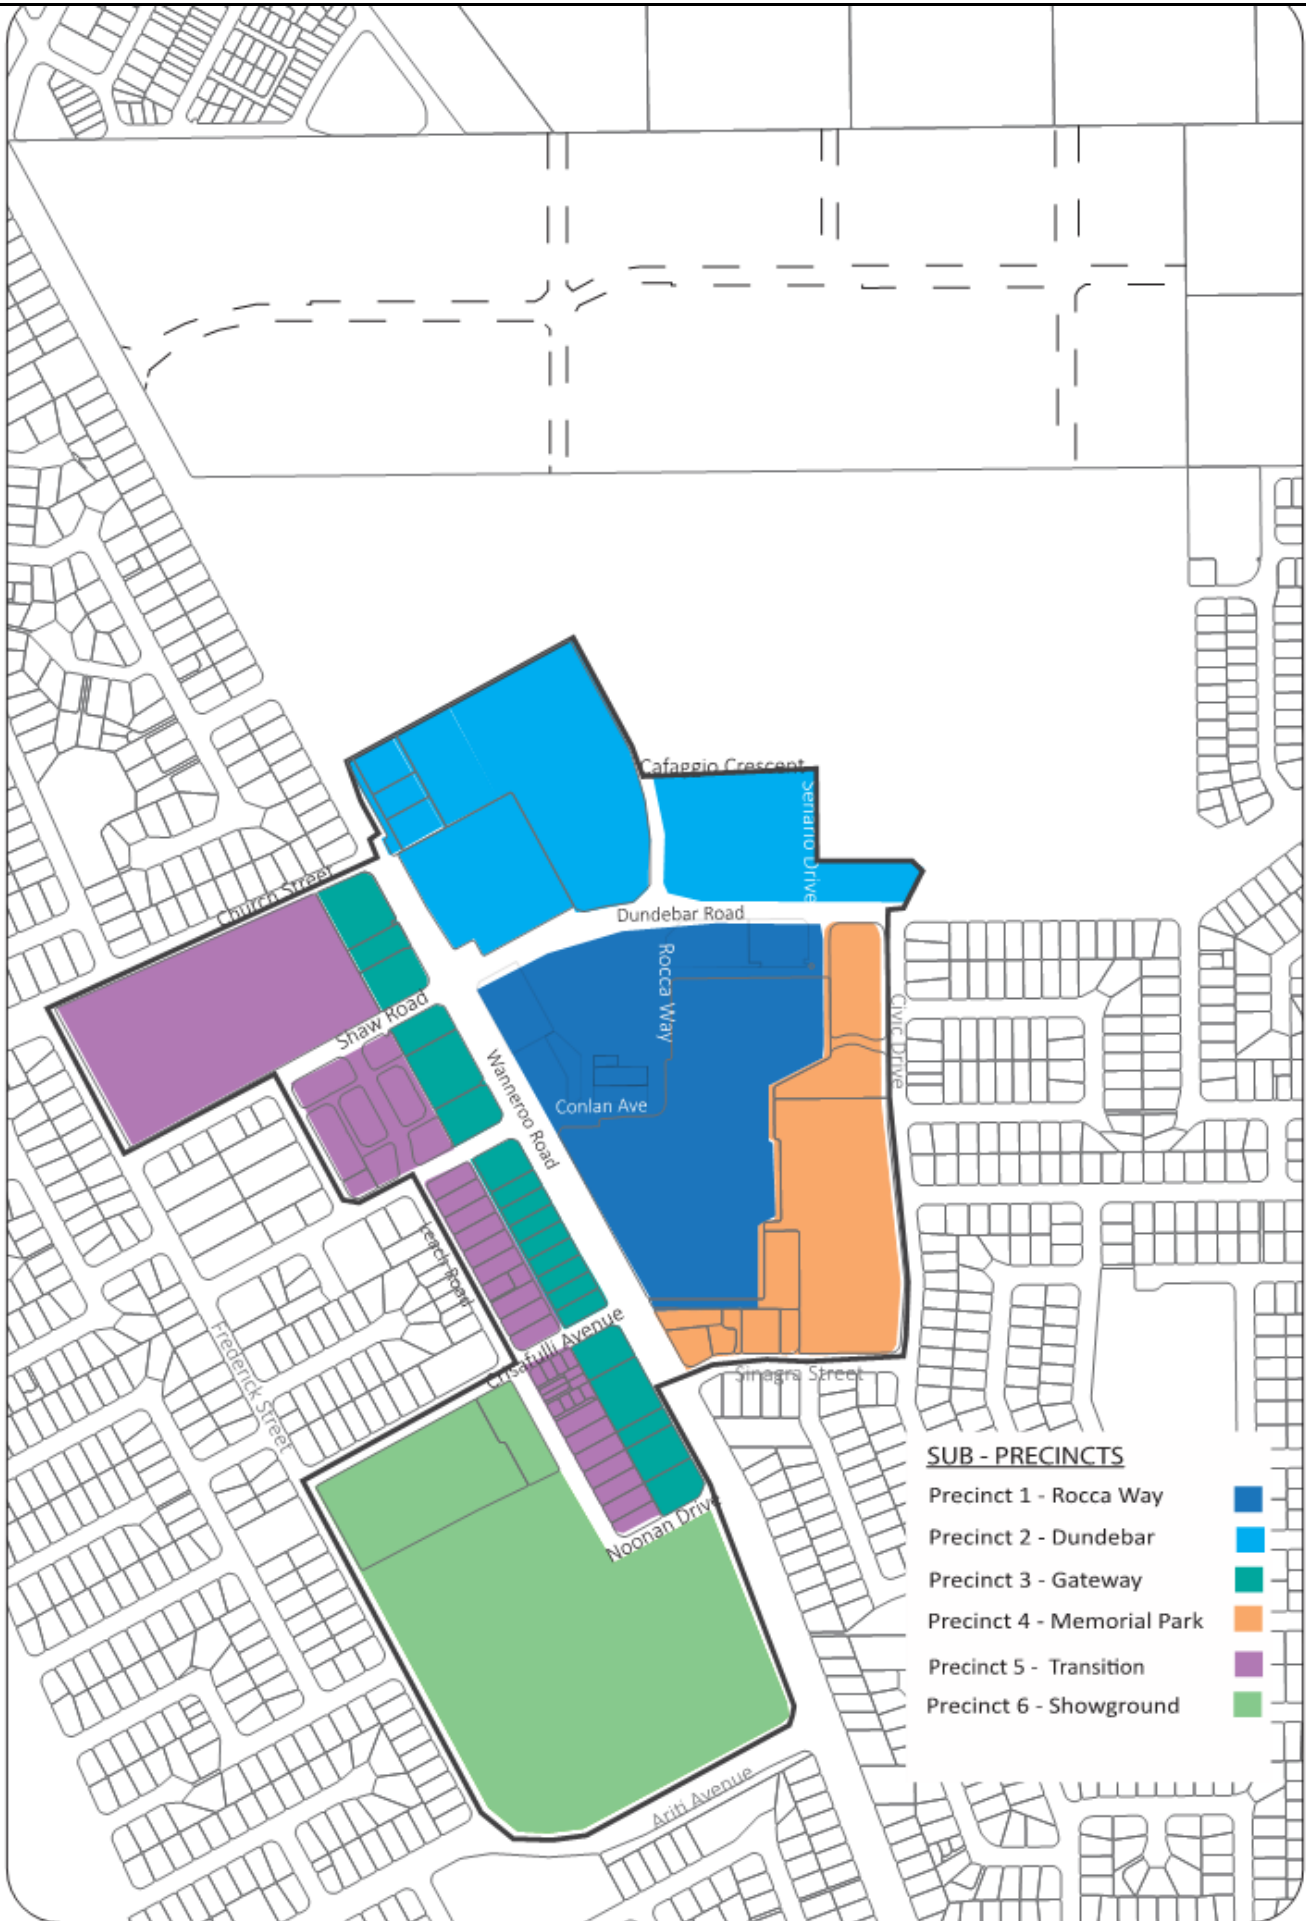 Cafaggio Crescent
Senario Drive
Church Street
Dundebar Road
Rocca Way
Shaw Road
Civic Drive
Wanneroo Road
Conlan Ave
Leach Road
Crisafulli Avenue
Frederick Street
Sinagra Street
Noonan Drive
Ariti Avenue
SUB - PRECINCTS
Precinct 1 - Rocca Way
Precinct 2 - Dundebar
Precinct 3 - Gateway
Precinct 4 - Memorial Park
Precinct 5 - Transition
Precinct 6 - Showground